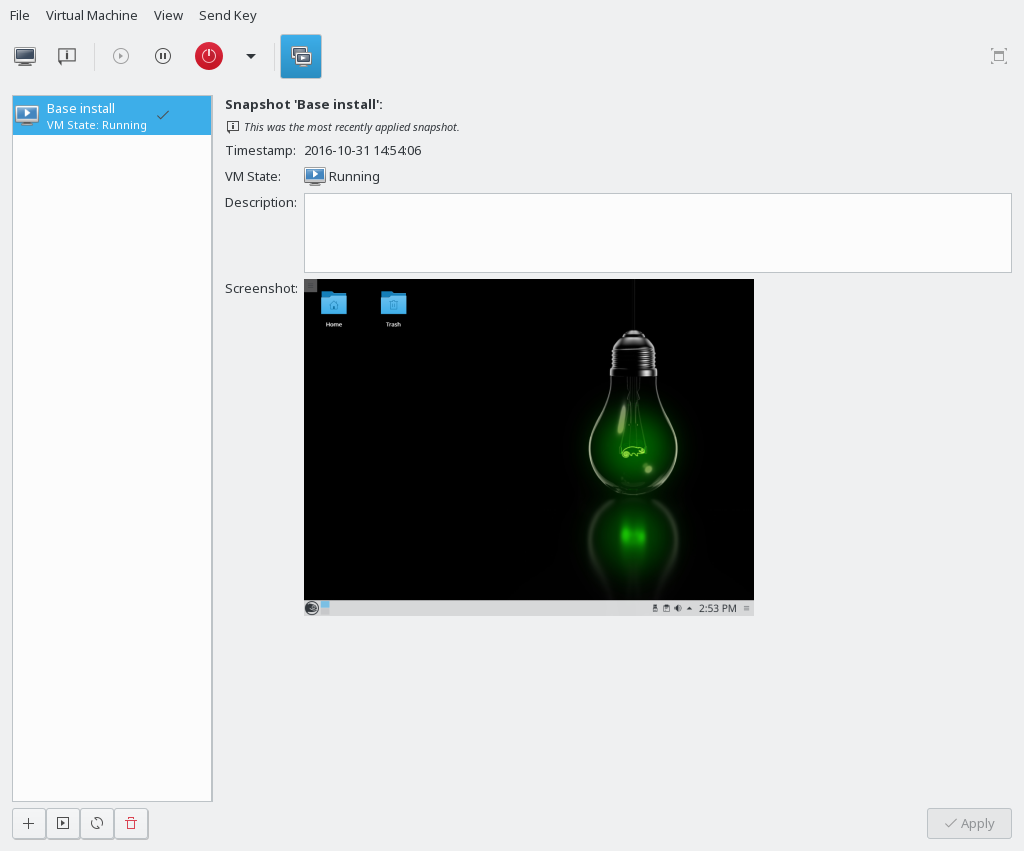 File Virtual Machine View Send Key
Base install
VM State: Running
Snapshot 'Base install':
This was the most recently applied snapshot.
Timestamp: 2016-10-31 14:54:06
VM State: Running
Description:
Screenshot:
Home Trash
2:53 PM
Apply